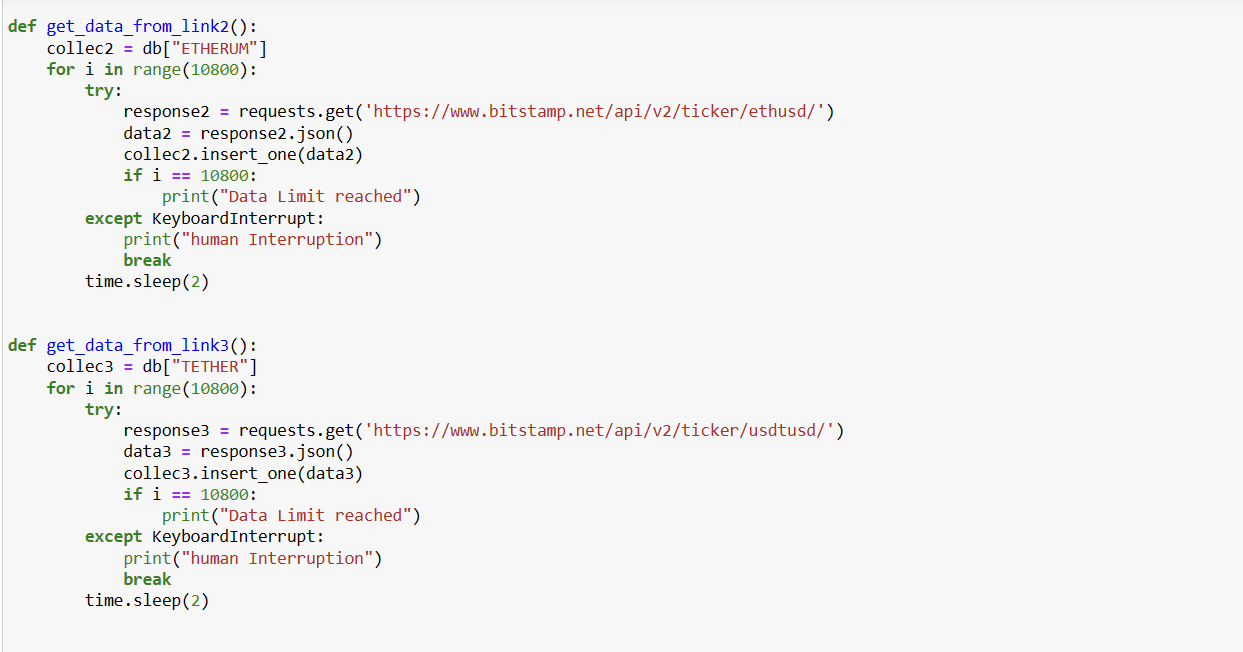 def get_data_from_link2():
    collec2 = db["ETHERUM"]
    for i in range(10800):
        try:
            response2 = requests.get('https://www.bitstamp.net/api/v2/ticker/ethusd/')
            data2 = response2.json()
            collec2.insert_one(data2)
            if i == 10800:
                print("Data Limit reached")
        except KeyboardInterrupt:
            print("human Interruption")
            break
        time.sleep(2)
def get_data_from_link3():
    collec3 = db["TETHER"]
    for i in range(10800):
        try:
            response3 = requests.get('https://www.bitstamp.net/api/v2/ticker/usdtusd/')
            data3 = response3.json()
            collec3.insert_one(data3)
            if i == 10800:
                print("Data Limit reached")
        except KeyboardInterrupt:
            print("human Interruption")
            break
        time.sleep(2)